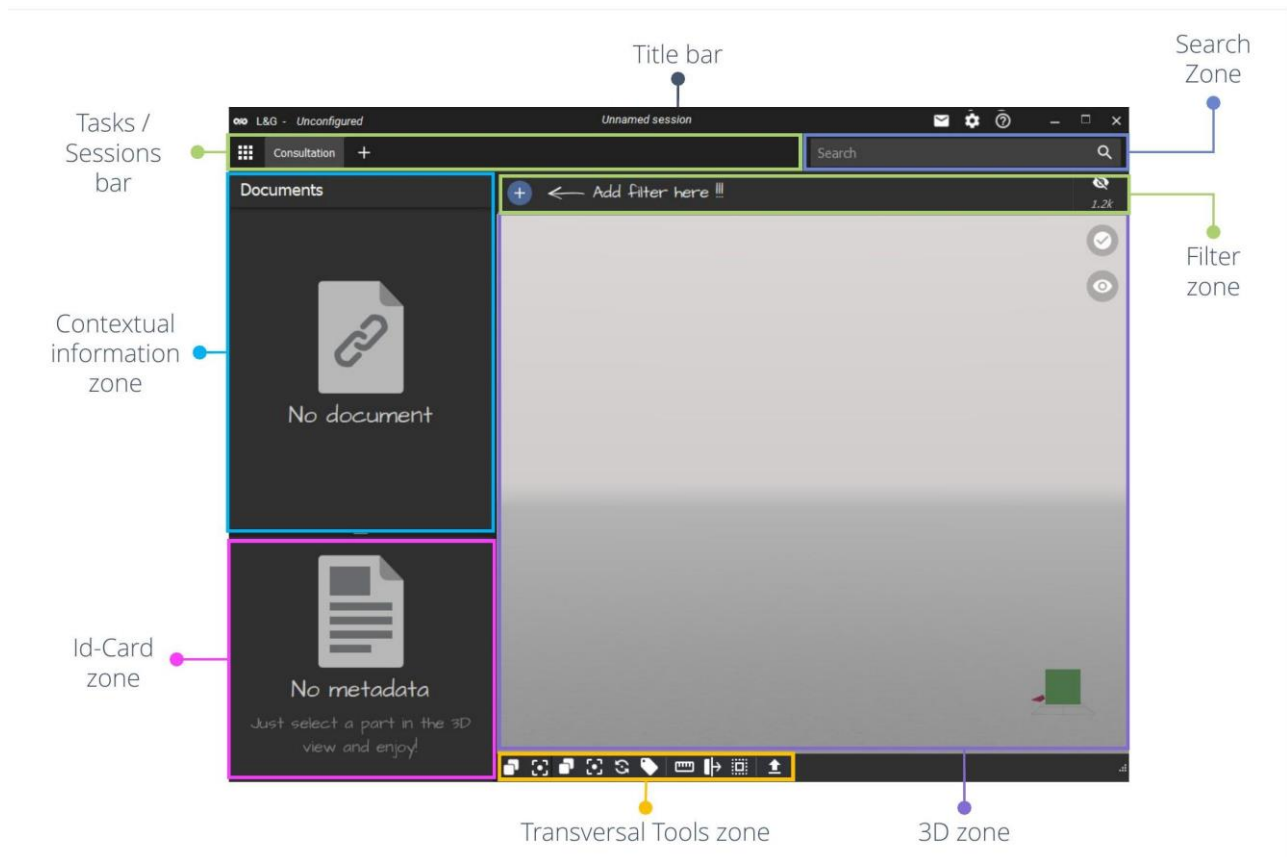 Title bar
Search
Zone
Tasks /
Sessions
bar
L&G - Unconfigured
Unnamed session
Consultation
Search
Documents
Add filter here !!!
1.2k
Filter
zone
Contextual
information
zone
No document
Id-Card
zone
No metadata
Just select a part in the 3D
view and enjoy!
Transversal Tools zone
3D zone